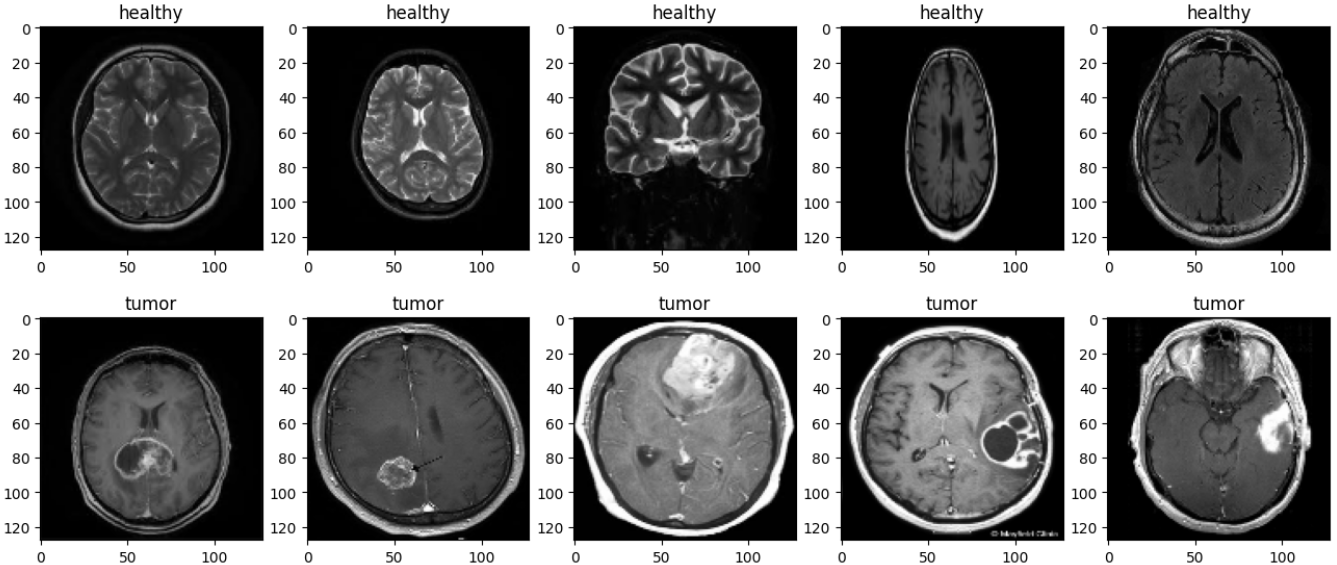 healthy healthy healthy healthy healthy
0 0 0 0 0
20 20 20 20 20
40 40 40 40 40
60 60 60 60 60
80 80 80 80 80
100 100 100 100 100
120 120 120 120 120
0 50 100 0 50 100 0 50 100 0 50 100 0 50 100
tumor tumor tumor tumor tumor
0 0 0 0 0
20 20 20 20 20
40 40 40 40 40
60 60 60 60 60
80 80 80 80 80
100 100 100 100 100
120 120 120 120 120
© Mayfield Clinic
0 50 100 0 50 100 0 50 100 0 50 100 0 50 100